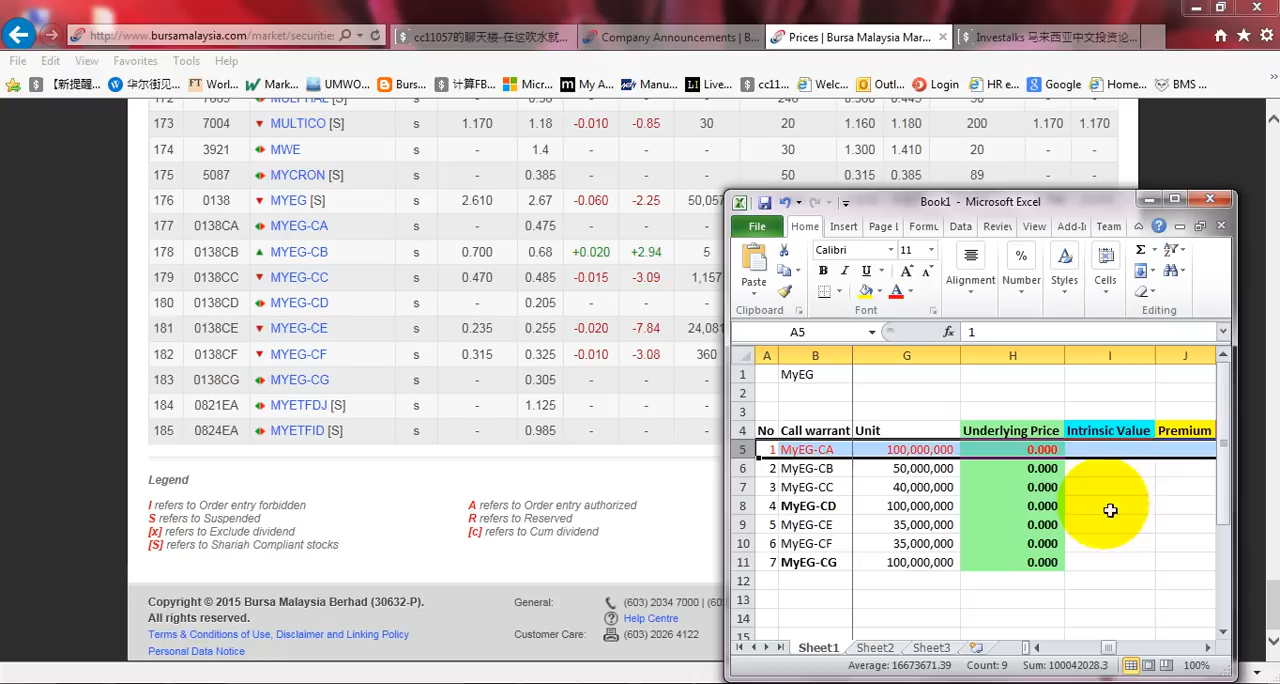 http://www.bursamalaysia.com/market/securitie:
cc11057的聊天楼-在这吹水就...
Company Announcements | B...
Prices | Bursa Malaysia Mar...
Investalks 马来西亚中文投资论...
File Edit View Favorites Tools Help
【新提醒... 华尔街见... Worl... Mark... UMWO... Burs... 计算FB... Micr... My A... Manu... Live... cc11... Welc... Outl... Login HR e... Google Home... BMS ...
173 7004 MULTICO [S] s 1.170 1.18 -0.010 -0.85 30 20 1.160 1.180 200 1.170 1.170
174 3921 MWE s - 1.4 - - - 30 1.300 1.410 20 - -
175 5087 MYCRON [S] s - 0.385 - - - 50 0.315 0.385 89
176 0138 MYEG [S] s 2.610 2.67 -0.060 -2.25 50,057
177 0138CA MYEG-CA s - 0.475 - - -
178 0138CB MYEG-CB s 0.700 0.68 +0.020 +2.94 5
179 0138CC MYEG-CC s 0.470 0.485 -0.015 -3.09 1,157
180 0138CD MYEG-CD s - 0.205 - - -
181 0138CE MYEG-CE s 0.235 0.255 -0.020 -7.84 24,081
182 0138CF MYEG-CF s 0.315 0.325 -0.010 -3.08 360
183 0138CG MYEG-CG s - 0.305 - - -
184 0821EA MYETFDJ [S] s - 1.125 - - -
185 0824EA MYETFID [S] s - 0.985 - - -
Legend
I refers to Order entry forbidden
S refers to Suspended
[x] refers to Exclude dividend
[S] refers to Shariah Compliant stocks
A refers to Order entry authorized
R refers to Reserved
[c] refers to Cum dividend
Copyright © 2015 Bursa Malaysia Berhad (30632-P).
All rights reserved.
Terms & Conditions of Use, Disclaimer and Linking Policy
Personal Data Notice
General: (603) 2034 7000 | (603
Help Centre
Customer Care: (603) 2026 4122
Book1 - Microsoft Excel
File Home Insert Page l Formu Data Reviev View Add-I Team
Calibri 11
Paste B I U A A Alignment Number Styles Cells
Clipboard Font Editing
A5 fx 1
A B G H I J
1 MyEG
2
3
4 No Call warrant Unit Underlying Price Intrinsic Value Premium
5 1 MyEG-CA 100,000,000 0.000
6 2 MyEG-CB 50,000,000 0.000
7 3 MyEG-CC 40,000,000 0.000
8 4 MyEG-CD 100,000,000 0.000
9 5 MyEG-CE 35,000,000 0.000
10 6 MyEG-CF 35,000,000 0.000
11 7 MyEG-CG 100,000,000 0.000
12
13
14
15
Sheet1 Sheet2 Sheet3
Average: 16673671.39 Count: 9 Sum: 100042028.3 100%